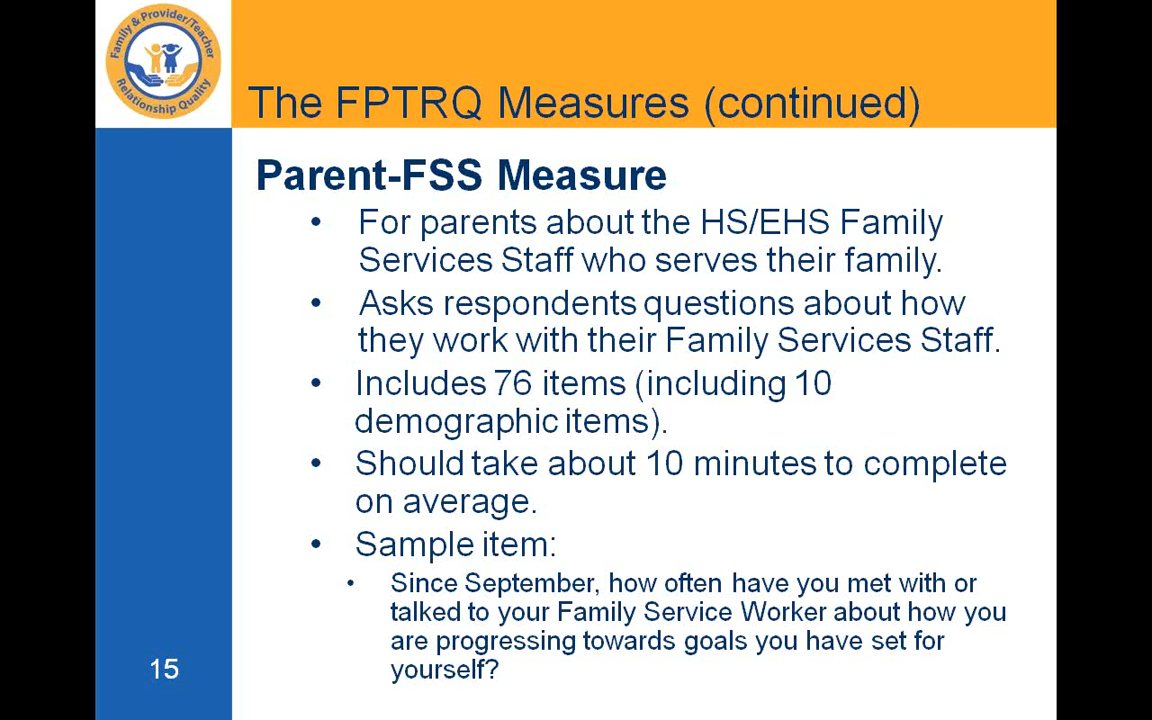 Family & Provider/Teacher
Relationship Quality
The FPTRQ Measures (continued)
Parent-FSS Measure
• For parents about the HS/EHS Family
Services Staff who serves their family.
• Asks respondents questions about how
they work with their Family Services Staff.
• Includes 76 items (including 10
demographic items).
• Should take about 10 minutes to complete
on average.
• Sample item:
• Since September, how often have you met with or
talked to your Family Service Worker about how you
are progressing towards goals you have set for
yourself?
15